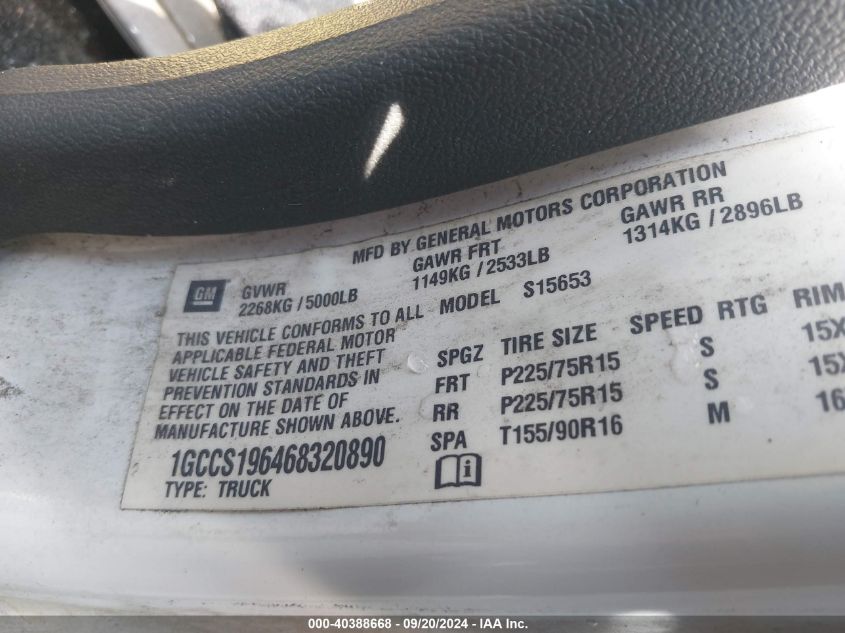 MFD BY GENERAL MOTORS CORPORATION
GM
GVWR
2268KG / 5000LB
GAWR FRT
1149KG / 2533LB
GAWR RR
1314KG / 2896LB
THIS VEHICLE CONFORMS TO ALL
APPLICABLE FEDERAL MOTOR
VEHICLE SAFETY AND THEFT
PREVENTION STANDARDS IN
EFFECT ON THE DATE OF
MANUFACTURE SHOWN ABOVE.
1GCCS196468320890
TYPE: TRUCK
MODEL S15653
SPGZ TIRE SIZE SPEED RTG RIM
FRT P225/75R15 S 15X
RR P225/75R15 S 15X
SPA T155/90R16 M 16
i
000-40388668 - 09/20/2024 - IAAI.com